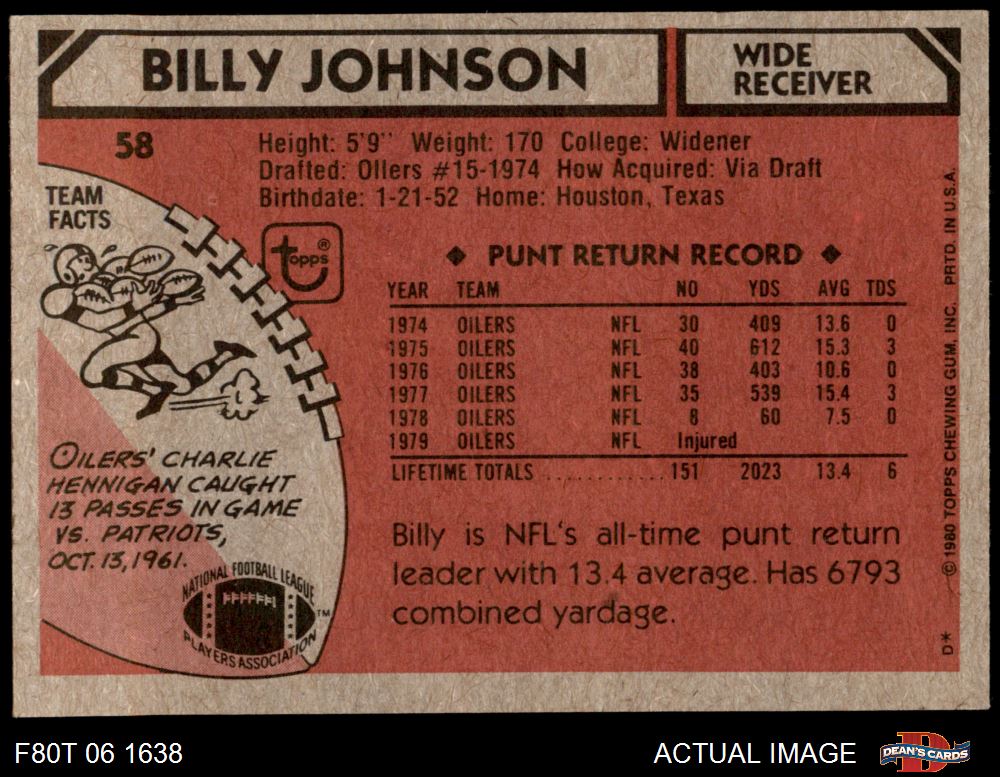 BILLY JOHNSON
WIDE
RECEIVER
58
Height: 5'9" Weight: 170 College: Widener
Drafted: Oilers #15-1974 How Acquired: Via Draft
Birthdate: 1-21-52 Home: Houston, Texas
TEAM
FACTS
topps®
◆ PUNT RETURN RECORD ◆
YEAR TEAM NO YDS AVG TDS
1974 OILERS NFL 30 409 13.6 0
1975 OILERS NFL 40 612 15.3 3
1976 OILERS NFL 38 403 10.6 0
1977 OILERS NFL 35 539 15.4 3
1978 OILERS NFL 8 60 7.5 0
1979 OILERS NFL Injured
LIFETIME TOTALS ............ 151 2023 13.4 6
OILERS' CHARLIE
HENNIGAN CAUGHT
13 PASSES IN GAME
VS. PATRIOTS,
OCT. 13, 1961.
NATIONAL FOOTBALL LEAGUE
PLAYERS ASSOCIATION
TM
Billy is NFL's all-time punt return
leader with 13.4 average. Has 6793
combined yardage.
D* ©1980 TOPPS CHEWING GUM, INC. PRTD. IN U.S.A.
F80T 06 1638
ACTUAL IMAGE
D
DEAN'S CARDS